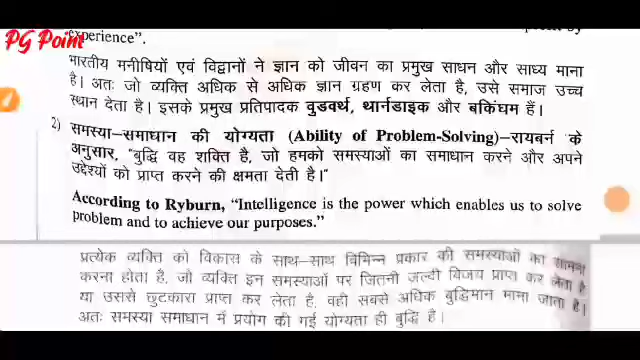 PG Point
experience”.
भारतीय मनीषियों एवं विद्वानों ने ज्ञान को जीवन का प्रमुख साधन और साध्य माना
है। अतः जो व्यक्ति अधिक से अधिक ज्ञान ग्रहण कर लेता है, उसे समाज उच्च
स्थान देता है। इसके प्रमुख प्रतिपादक वुडवर्थ, थार्नडाइक और बकिंघम हैं।
2) समस्या–समाधान की योग्यता (Ability of Problem-Solving)–रायबर्न के
अनुसार, "बुद्धि वह शक्ति है, जो हमको समस्याओं का समाधान करने और अपने
उद्देश्यों को प्राप्त करने की क्षमता देती है।"
According to Ryburn, “Intelligence is the power which enables us to solve
problem and to achieve our purposes.”
प्रत्येक व्यक्ति को विकास के साथ–साथ विभिन्न प्रकार की समस्याओं का सामना
करना होता है, जो व्यक्ति इन समस्याओं पर जितनी जल्दी विजय प्राप्त कर लेता है
या उससे छुटकारा प्राप्त कर लेता है, वही सबसे अधिक बुद्धिमान माना जाता है।
अतः समस्या समाधान में प्रयोग की गई योग्यता ही बुद्धि है।